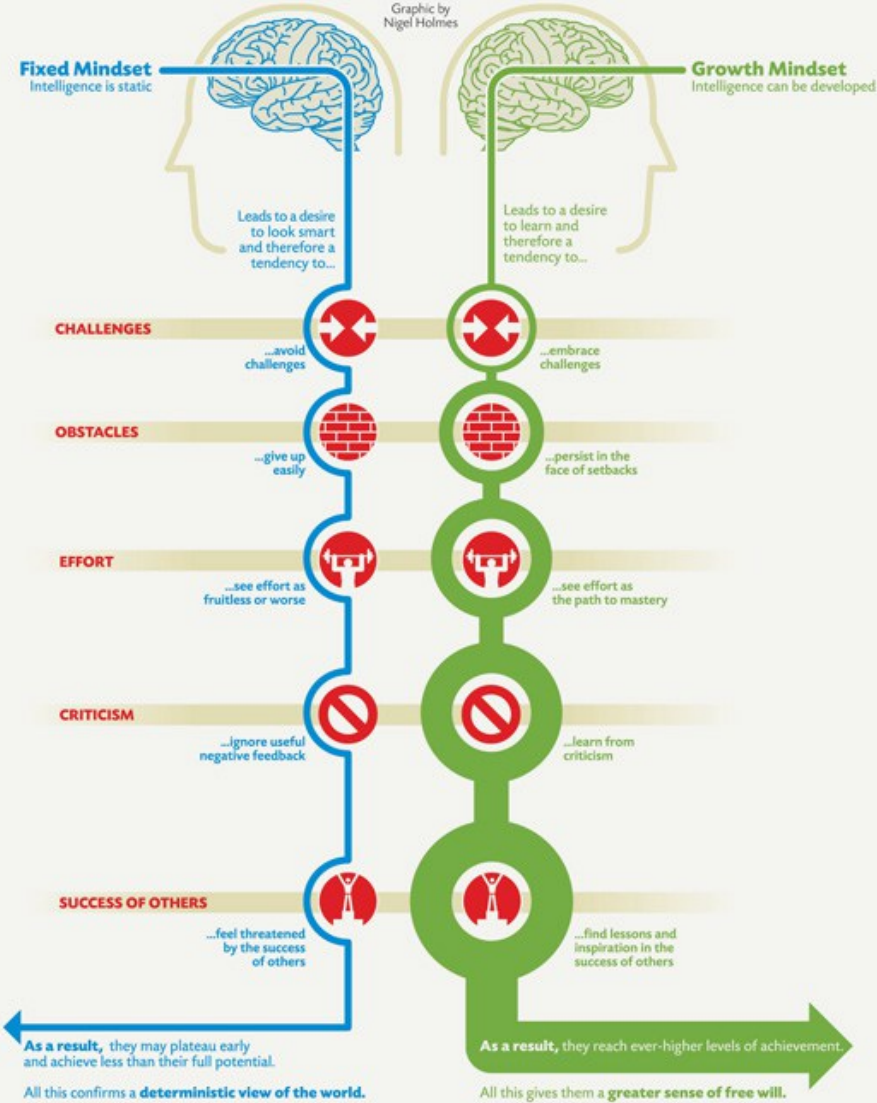 Graphic by
Nigel Holmes
Fixed Mindset
Intelligence is static
Growth Mindset
Intelligence can be developed
Leads to a desire
to look smart
and therefore a
tendency to...
Leads to a desire
to learn and
therefore a
tendency to...
CHALLENGES
...avoid
challenges
...embrace
challenges
OBSTACLES
...give up
easily
...persist in the
face of setbacks
EFFORT
...see effort as
fruitless or worse
...see effort as
the path to mastery
CRITICISM
...ignore useful
negative feedback
...learn from
criticism
SUCCESS OF OTHERS
...feel threatened
by the success
of others
...find lessons and
inspiration in the
success of others
As a result, they may plateau early
and achieve less than their full potential.
All this confirms a deterministic view of the world.
As a result, they reach ever-higher levels of achievement.
All this gives them a greater sense of free will.